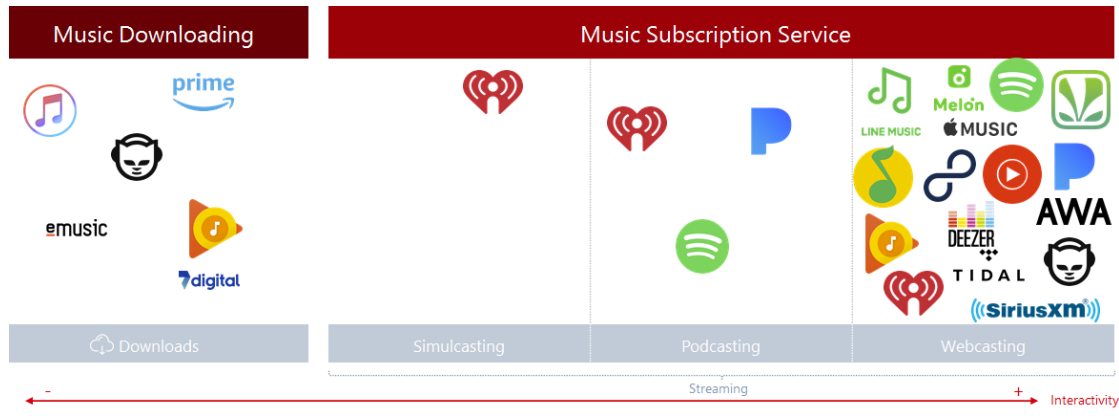 Music Downloading
Music Subscription Service
prime
LINE MUSIC
Melon
MUSIC
emusic
7digital
AWA
DEEZER
TIDAL
((SiriusXM))®
Downloads
Simulcasting
Podcasting
Webcasting
Streaming
-
+
Interactivity